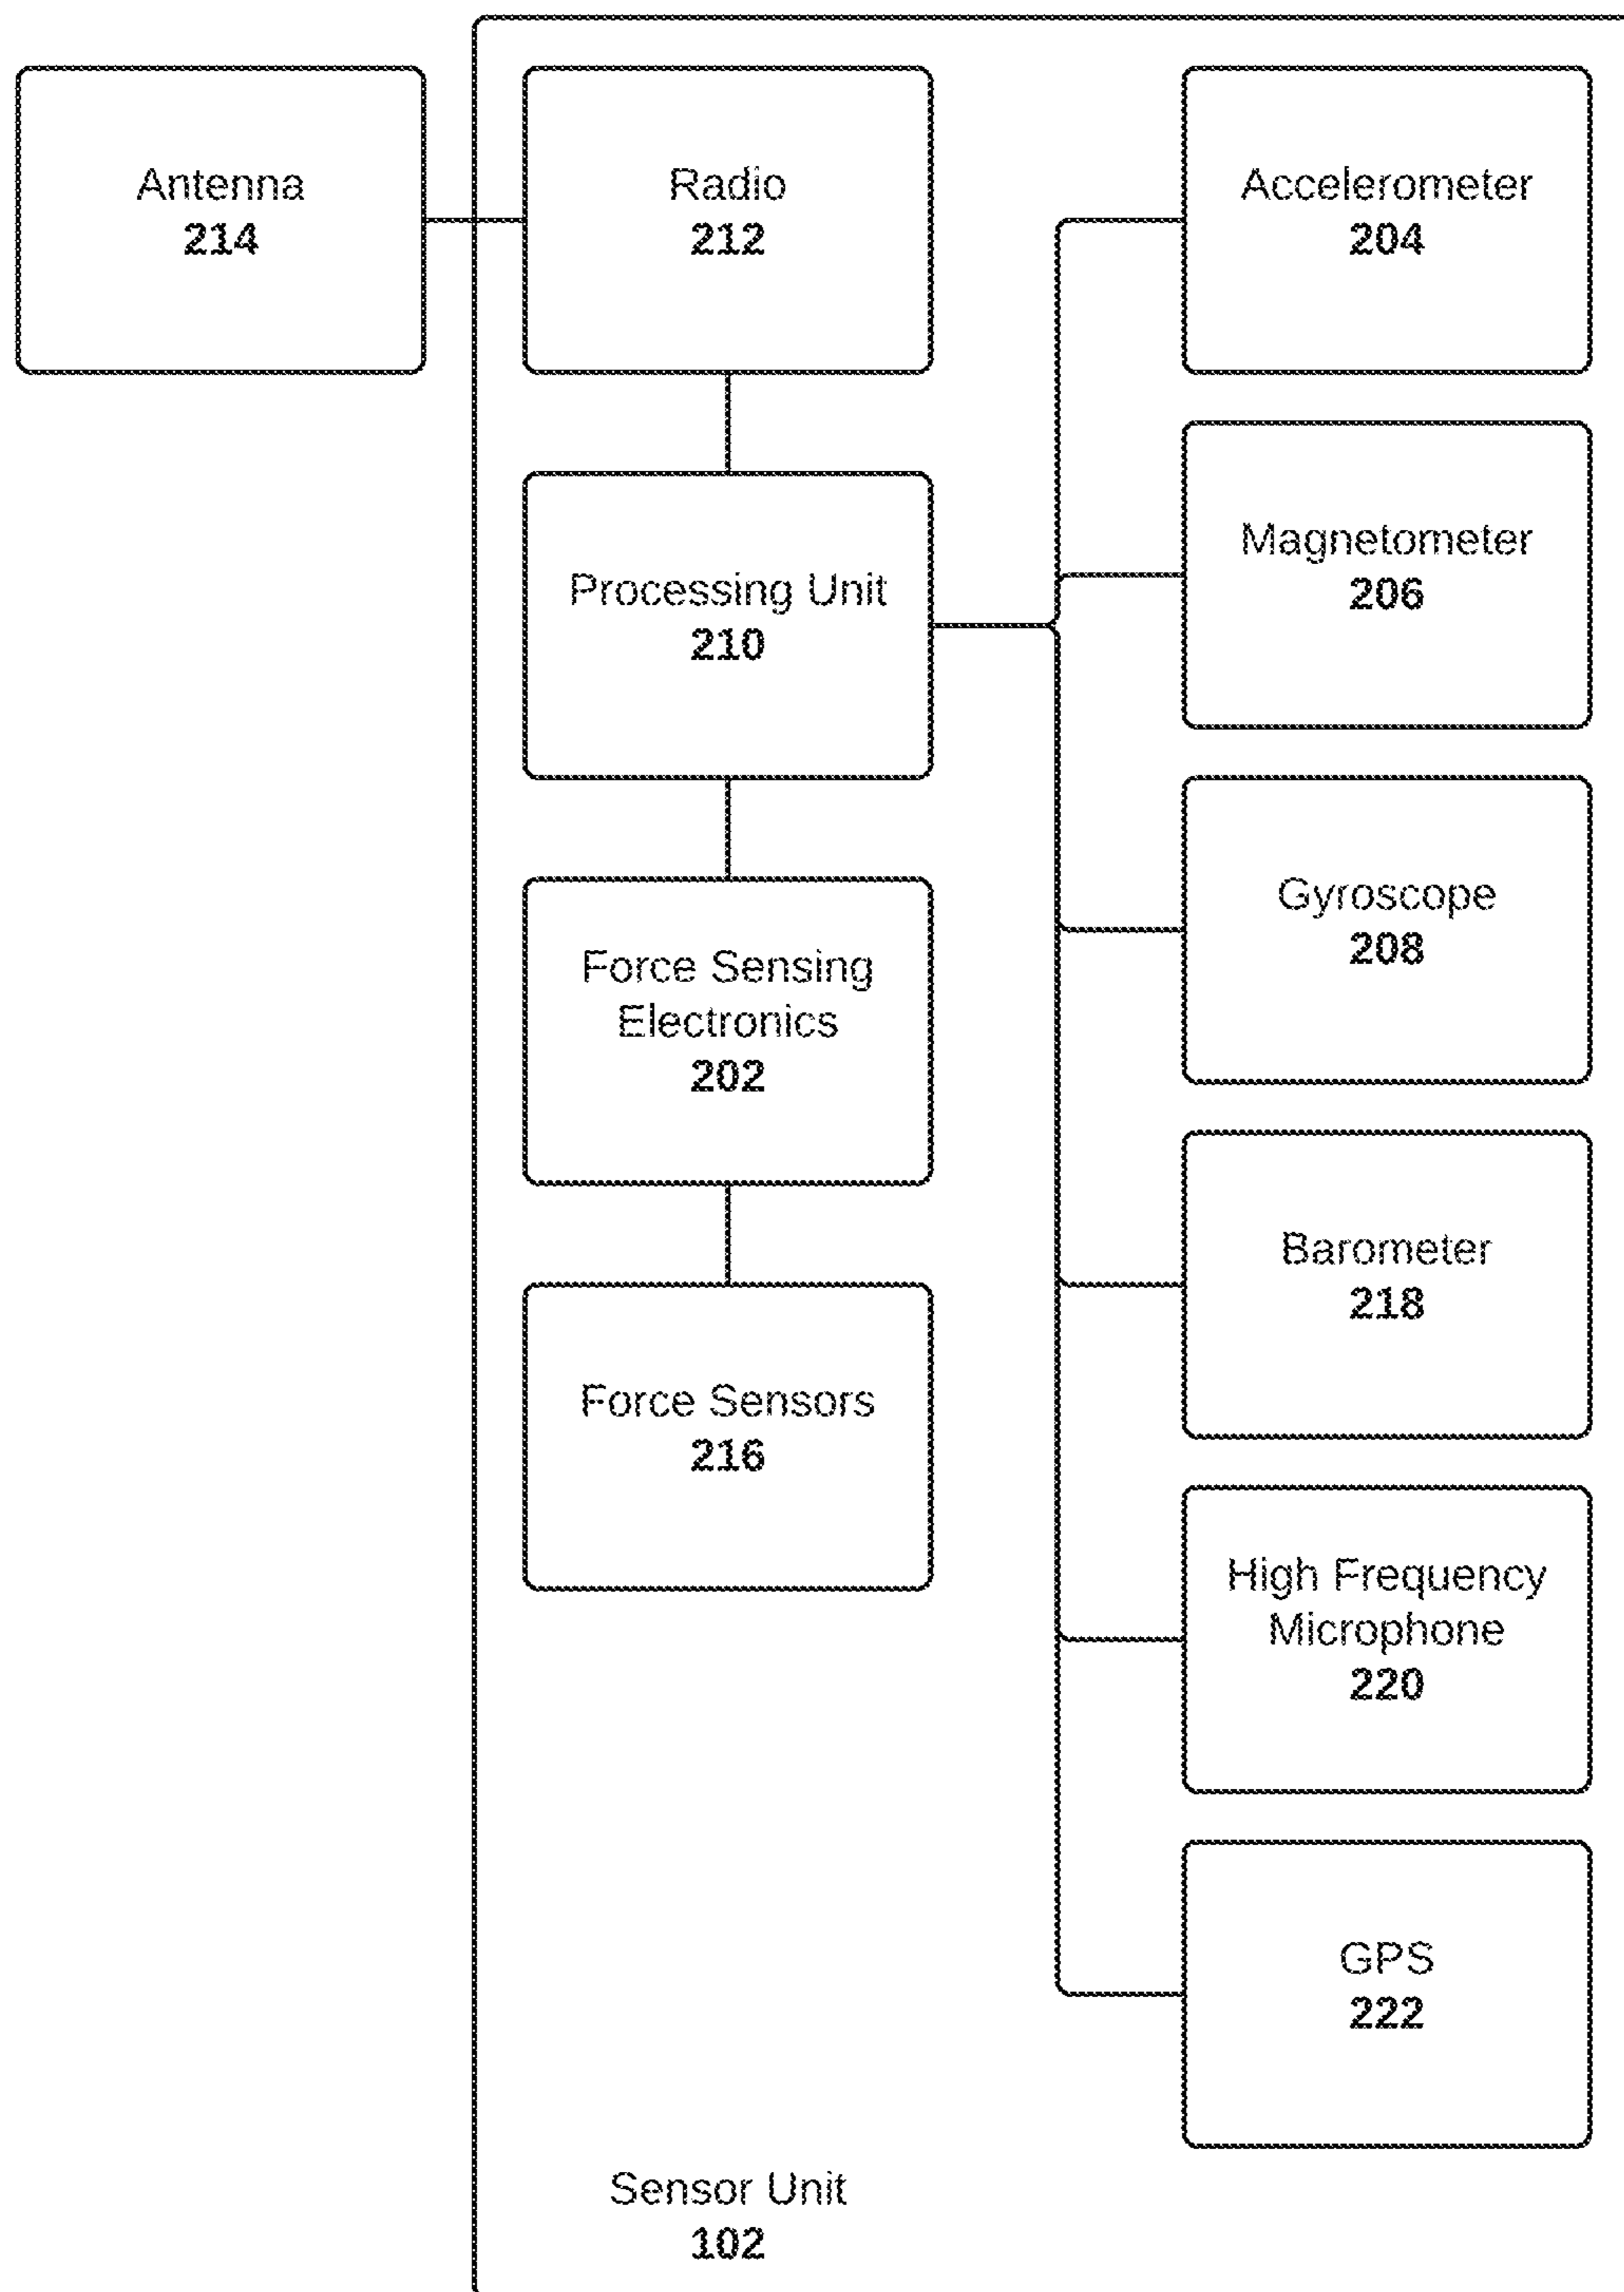 Antenna
214
Radio
212
Accelerometer
204
Magnetometer
206
Processing Unit
210
Gyroscope
208
Force Sensing
Electronics
202
Barometer
218
Force Sensors
216
High Frequency
Microphone
220
GPS
222
Sensor Unit
102